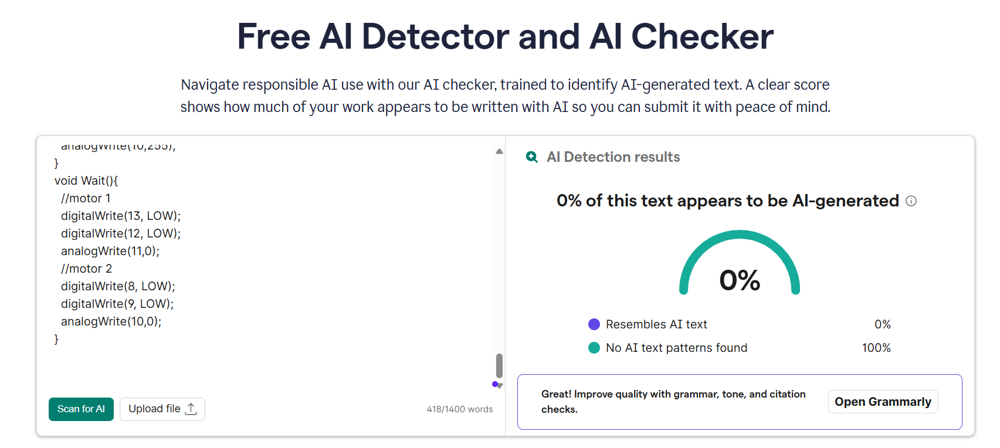 Free AI Detector and AI Checker
Navigate responsible AI use with our AI checker, trained to identify AI-generated text. A clear score
shows how much of your work appears to be written with AI so you can submit it with peace of mind.
analogWrite(10,255);
}
void Wait(){
//motor 1
digitalWrite(13, LOW);
digitalWrite(12, LOW);
analogWrite(11,0);
//motor 2
digitalWrite(8, LOW);
digitalWrite(9, LOW);
analogWrite(10,0);
}
Scan for AI
Upload file
418/1400 words
AI Detection results
0% of this text appears to be AI-generated
0%
Resembles AI text 0%
No AI text patterns found 100%
Great! Improve quality with grammar, tone, and citation
checks.
Open Grammarly